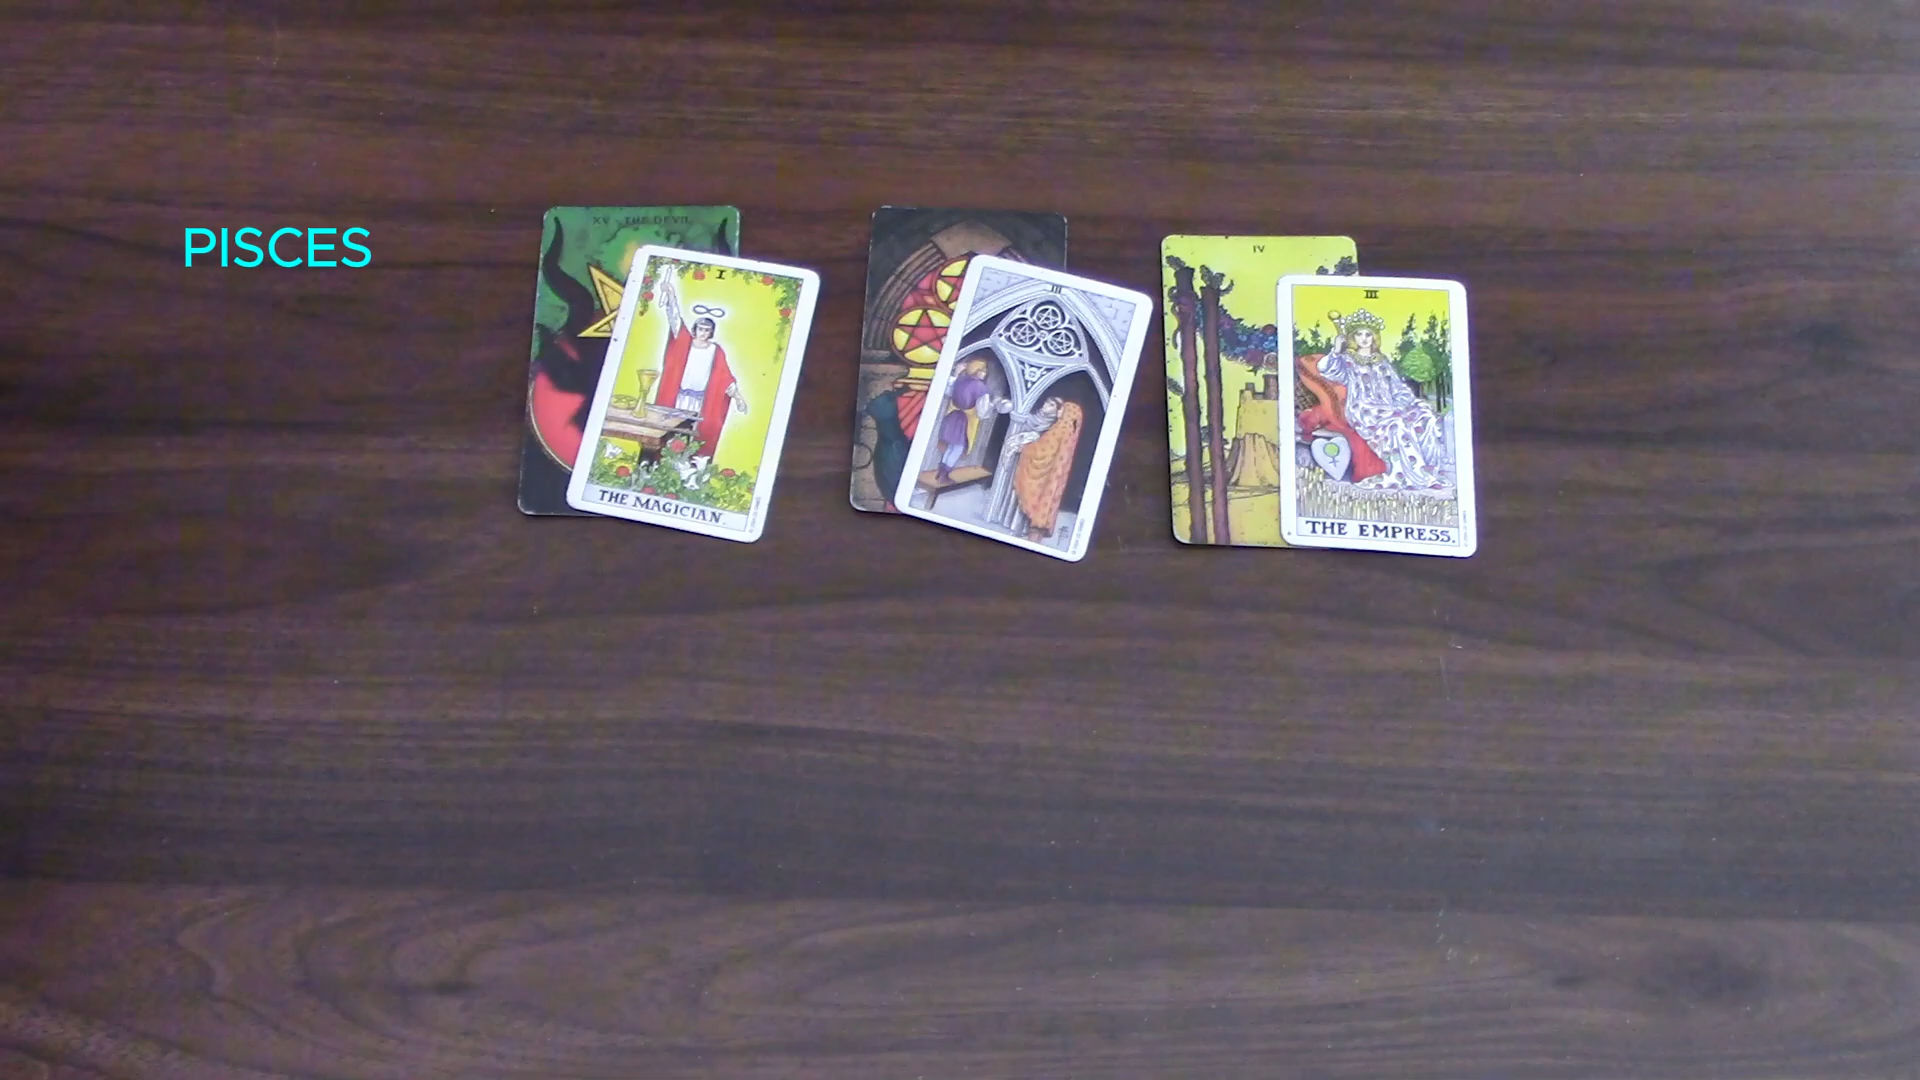 PISCES
XV - THE DEVIL
I
THE MAGICIAN.
III
IV
III
THE EMPRESS.